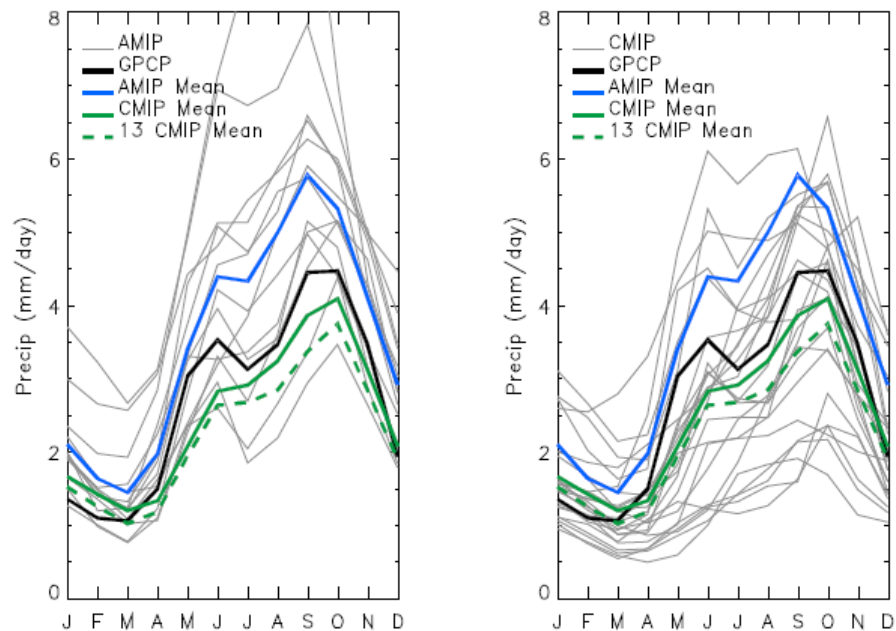 8
6
4
2
0
Precip (mm/day)
AMIP
GPCP
AMIP Mean
CMIP Mean
13 CMIP Mean
J F M A M J J A S O N D
8
6
4
2
0
Precip (mm/day)
CMIP
GPCP
AMIP Mean
CMIP Mean
13 CMIP Mean
J F M A M J J A S O N D